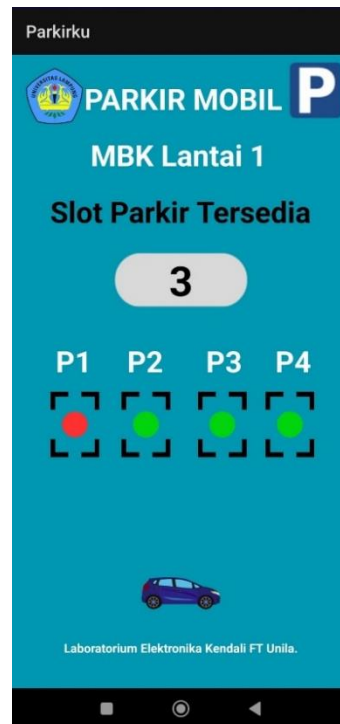 Parkirku
PARKIR MOBIL P
MBK Lantai 1
Slot Parkir Tersedia
3
P1 P2 P3 P4
Laboratorium Elektronika Kendali FT Unila.